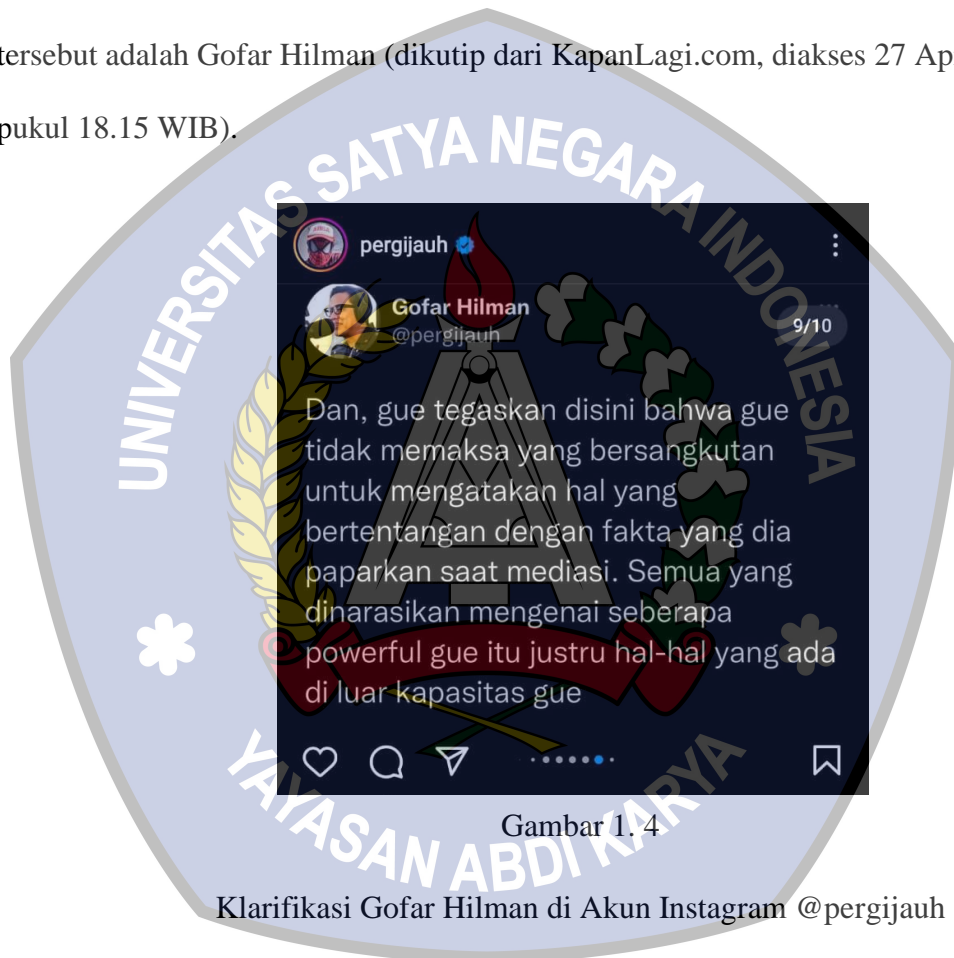 tersebut adalah Gofar Hilman (dikutip dari KapanLagi.com, diakses 27 Ap
pukul 18.15 WIB).
UNIVERSITAS SATYA NEGARA INDONESIA
pergijauh
Gofar Hilman
@pergijauh
9/10
Dan, gue tegaskan disini bahwa gue
tidak memaksa yang bersangkutan
untuk mengatakan hal yang
bertentangan dengan fakta yang dia
paparkan saat mediasi. Semua yang
dinarasikan mengenai seberapa
powerful gue itu justru hal-hal yang ada
di luar kapasitas gue
Gambar 1. 4
YAYASAN ABDI KARYA
Klarifikasi Gofar Hilman di Akun Instagram @pergijauh